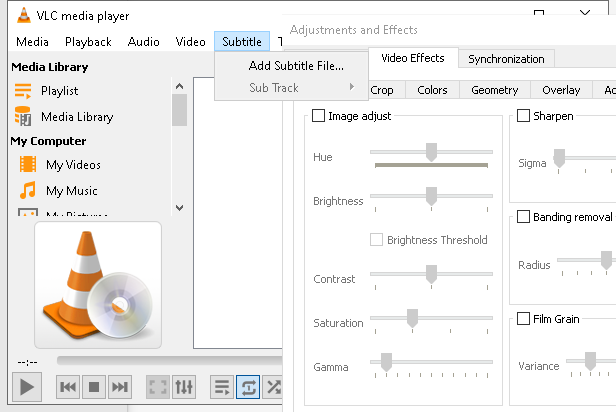 VLC media player
Adjustments and Effects
Media Playback Audio Video Subtitle
Add Subtitle File...
Sub Track
Video Effects Synchronization
Crop Colors Geometry Overlay
Media Library
Playlist
Media Library
My Computer
My Videos
My Music
My Pictures
Image adjust
Hue
Brightness
Brightness Threshold
Contrast
Saturation
Gamma
Sharpen
Sigma
Banding removal
Radius
Film Grain
Variance
--:--